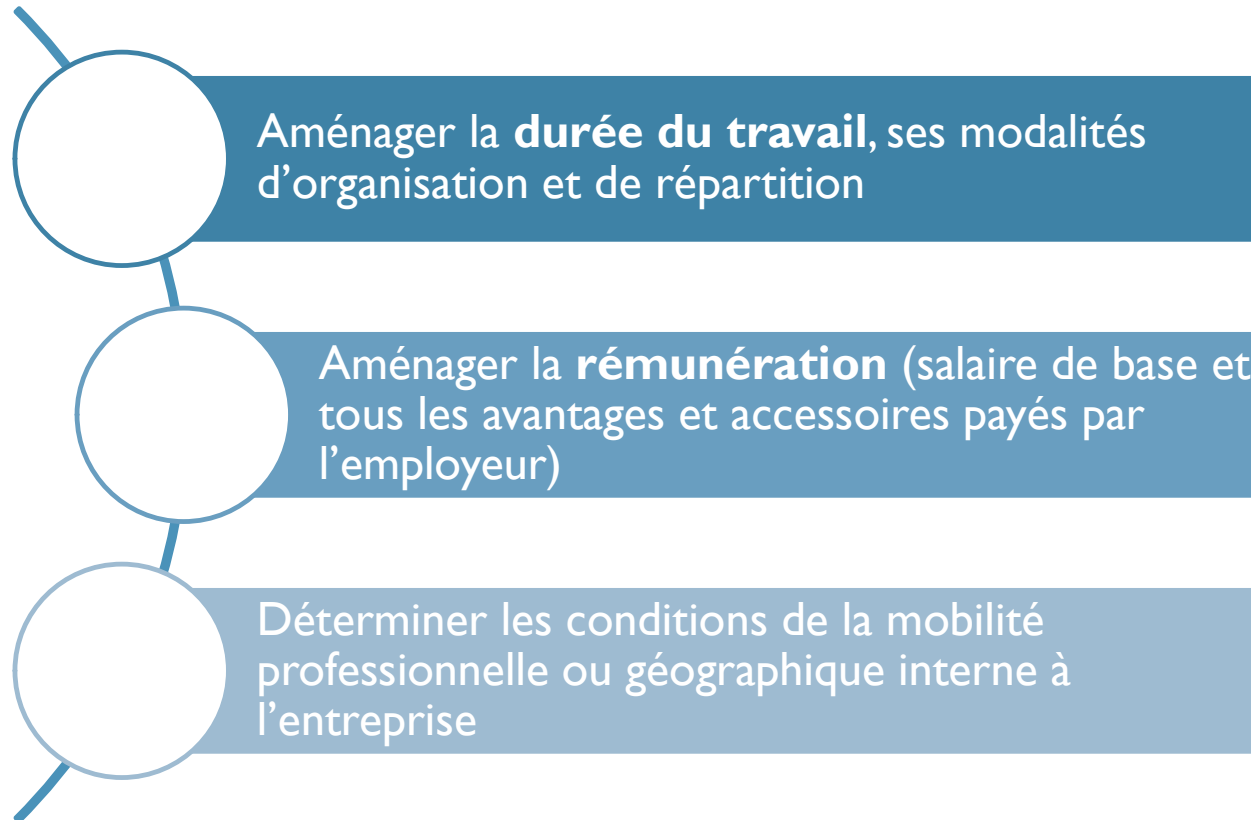 Aménager la durée du travail, ses modalités
d’organisation et de répartition
Aménager la rémunération (salaire de base et
tous les avantages et accessoires payés par
l’employeur)
Déterminer les conditions de la mobilité
professionnelle ou géographique interne à
l’entreprise